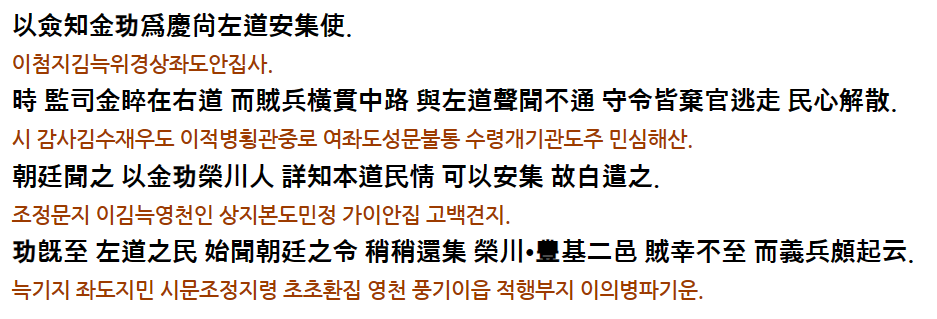 以僉知金玏爲慶尙左道安集使.
이첨지김늑위경상좌도안집사.
時 監司金睟在右道 而賊兵橫貫中路 與左道聲聞不通 守令皆棄官逃走 民心解散.
시 감사김수재우도 이적병횡관중로 여좌도성문불통 수령개기관도주 민심해산.
朝廷聞之 以金玏榮川人 詳知本道民情 可以安集 故白遣之.
조정문지 이김늑영천인 상지본도민정 가이안집 고백견지.
玏旣至 左道之民 始聞朝廷之令 稍稍還集 榮川•豐基二邑 賊幸不至 而義兵頗起云.
늑기지 좌도지민 시문조정지령 초초환집 영천 풍기이읍 적행부지 이의병파기운.